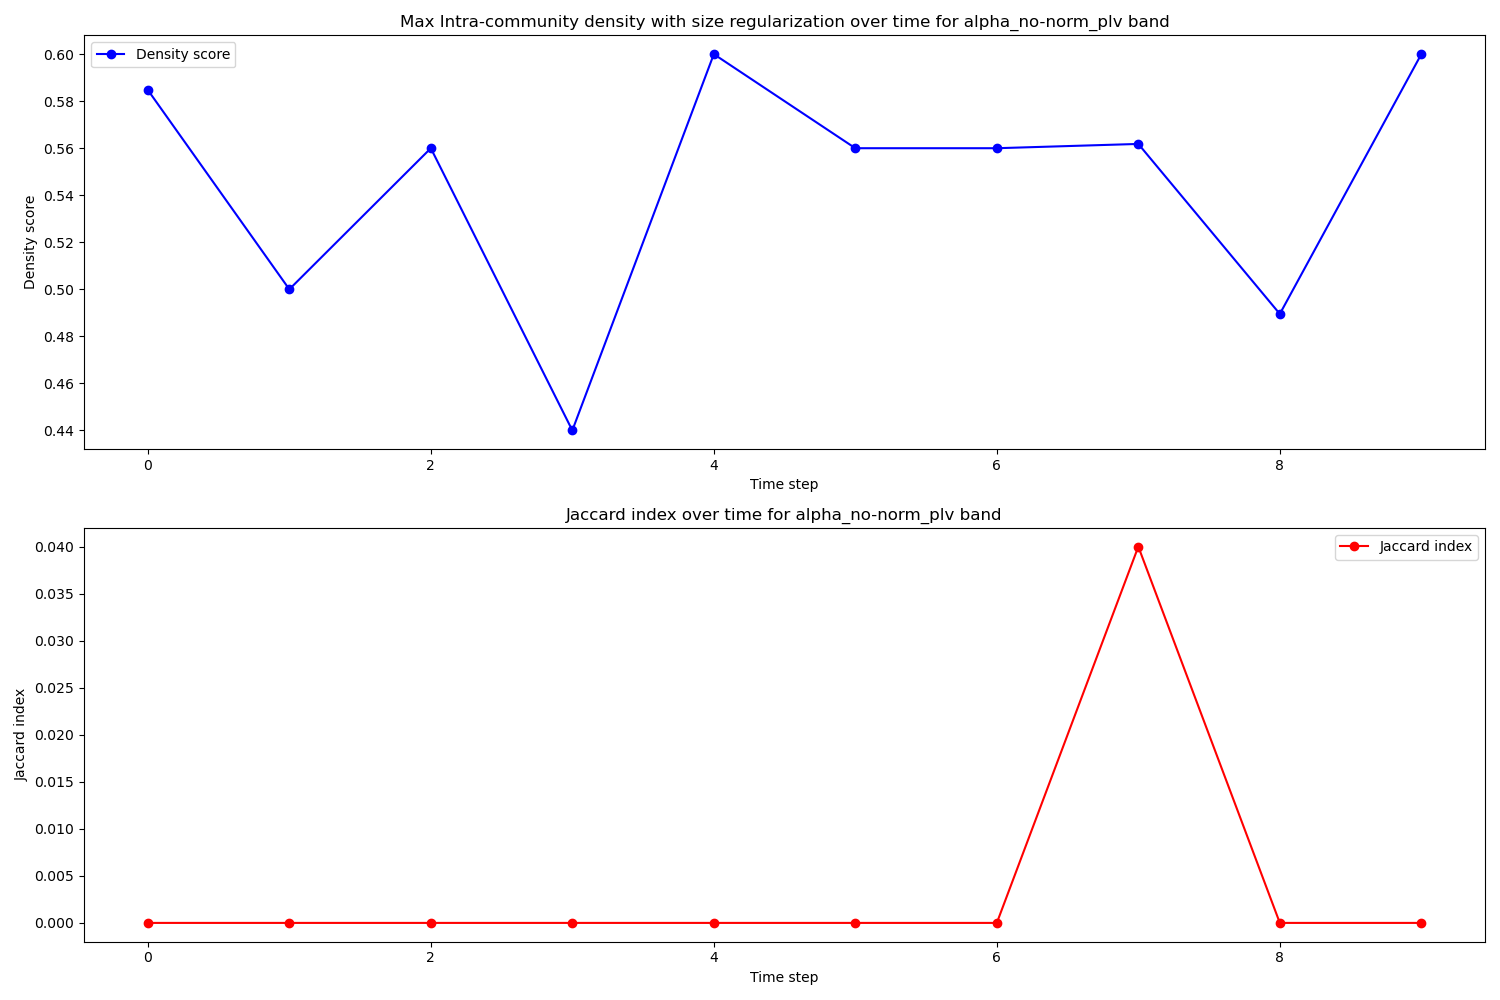 Max Intra-community density with size regularization over time for alpha_no-norm_plv band
Density score
0.60
0.58
0.56
0.54
0.52
0.50
0.48
0.46
0.44
Density score
0 2 4 6 8
Time step
Jaccard index over time for alpha_no-norm_plv band
Jaccard index
0.040
0.035
0.030
0.025
0.020
0.015
0.010
0.005
0.000
Jaccard index
0 2 4 6 8
Time step